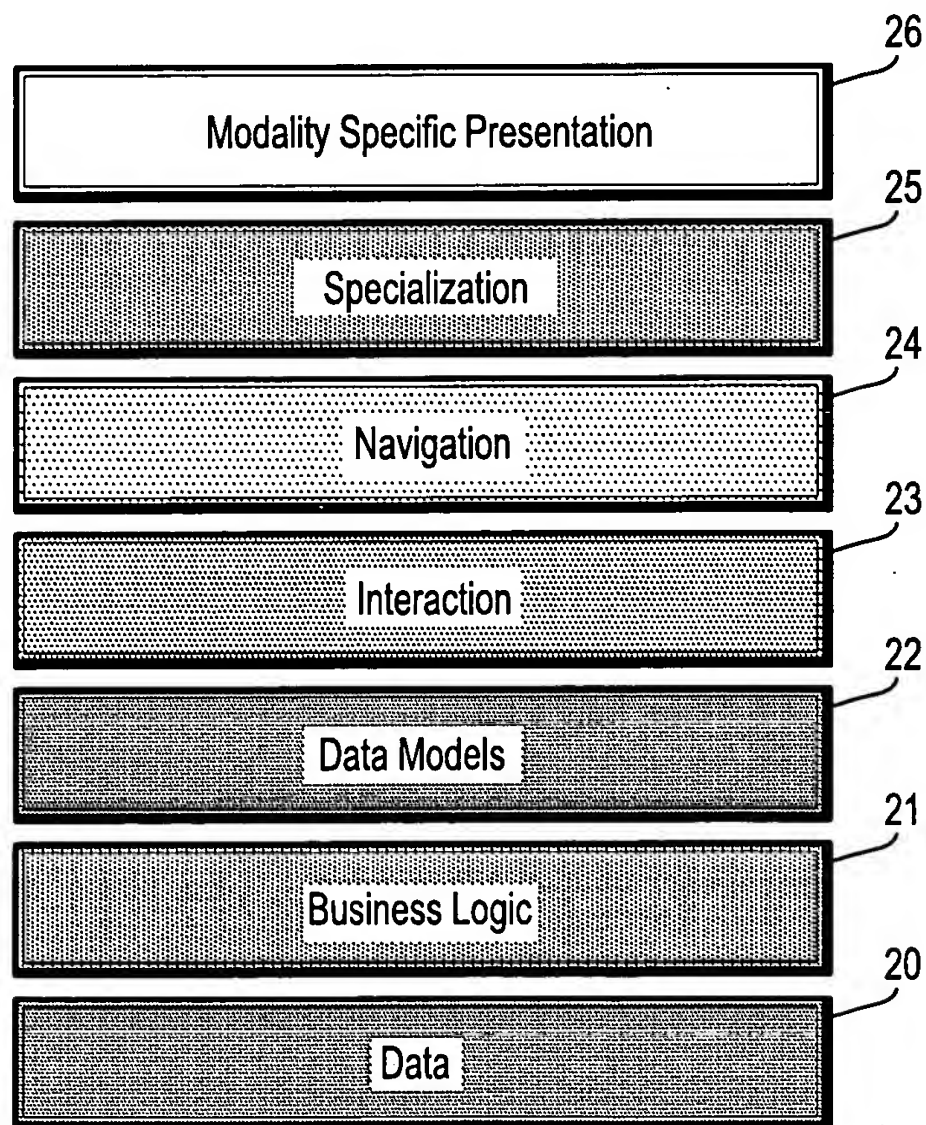 26
Modality Specific Presentation
25
Specialization
24
Navigation
23
Interaction
22
Data Models
21
Business Logic
20
Data